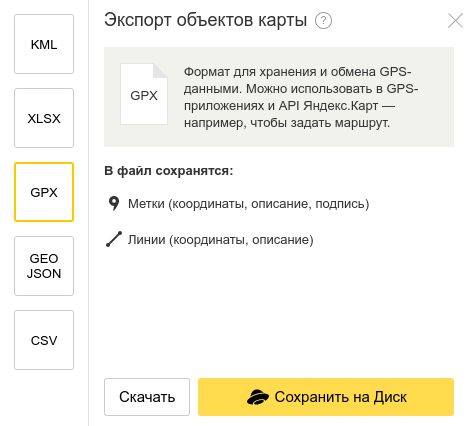 Экспорт объектов карты ?
KML
XLSX
GPX
GEO
JSON
CSV
GPX
Формат для хранения и обмена GPS-
данными. Можно использовать в GPS-
приложениях и API Яндекс.Карт —
например, чтобы задать маршрут.
В файл сохранятся:
Метки (координаты, описание, подпись)
Линии (координаты, описание)
Скачать
Сохранить на Диск